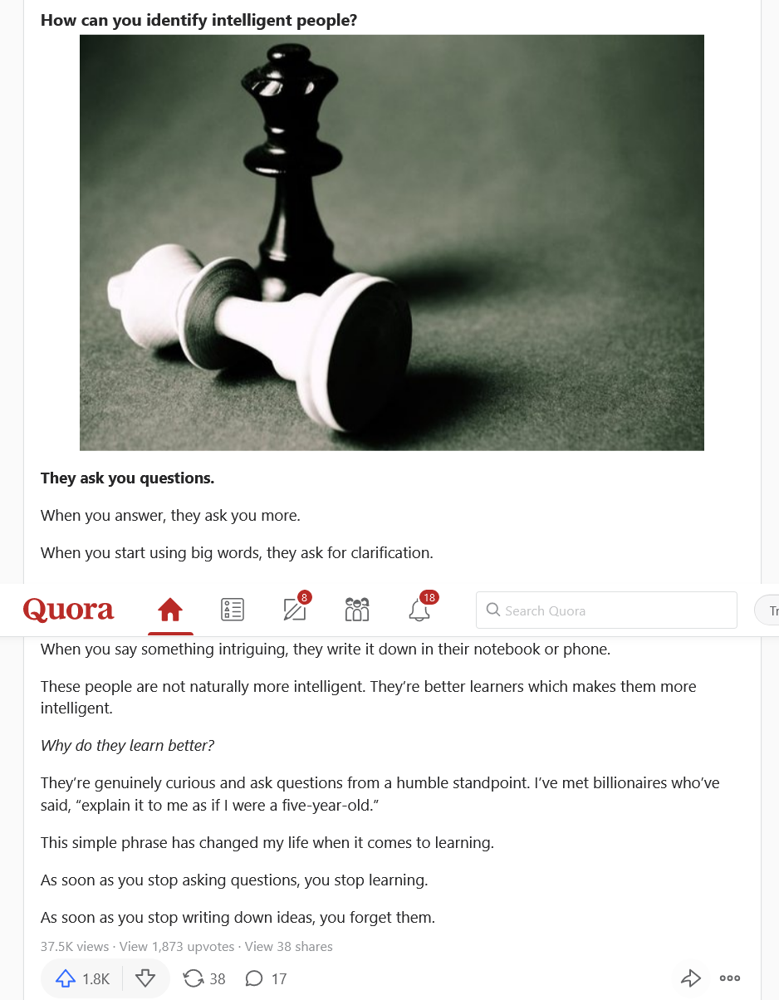 How can you identify intelligent people?
They ask you questions.
When you answer, they ask you more.
When you start using big words, they ask for clarification.
Quora
8
18
Search Quora
Tr
When you say something intriguing, they write it down in their notebook or phone.
These people are not naturally more intelligent. They’re better learners which makes them more
intelligent.
Why do they learn better?
They’re genuinely curious and ask questions from a humble standpoint. I’ve met billionaires who’ve
said, “explain it to me as if I were a five-year-old.”
This simple phrase has changed my life when it comes to learning.
As soon as you stop asking questions, you stop learning.
As soon as you stop writing down ideas, you forget them.
37.5K views · View 1,873 upvotes · View 38 shares
1.8K
38
17